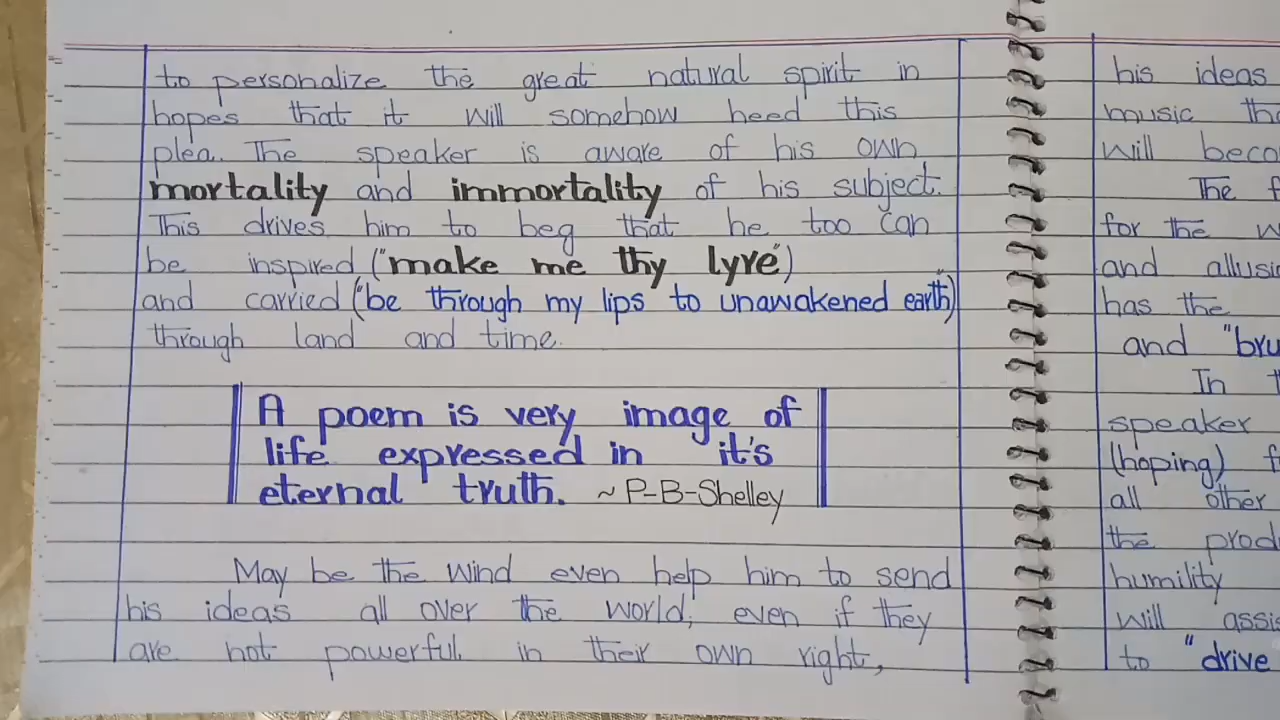 to personalize the great natural spirit in
hopes that it will somehow heed this
plea. The speaker is aware of his own
mortality and immortality of his subject.
This drives him to beg that he too can
be inspired ("make me thy lyre")
and carried ("be through my lips to unawakened earth")
through land and time.
A poem is very image of
life expressed in it's
eternal truth. ~ P-B-Shelley
May be the wind even help him to send
his ideas all over the world; even if they
are not powerful in their own right,
his ideas
music
will
The
for the
and
has the
and "
In
speaker
(hoping)
all other
the
humility
will
to "drive